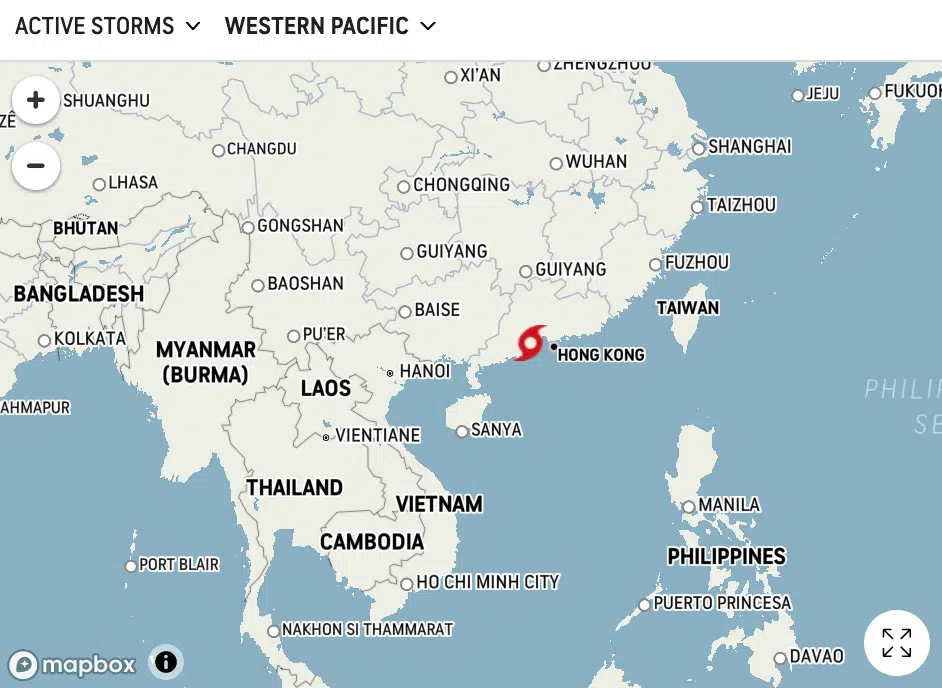 ACTIVE STORMS
WESTERN PACIFIC
ZHENGZHOU
XI'AN
JEJU
FUKUO
SHUANGHU
ZÊ
SHANGHAI
CHANGDU
WUHAN
LHASA
CHONGQING
TAIZHOU
BHUTAN
GONGSHAN
GUIYANG
GUIYANG
FUZHOU
BAOSHAN
BANGLADESH
BAISE
TAIWAN
PU'ER
KOLKATA
MYANMAR
(BURMA)
HONG KONG
HANOI
LAOS
PHILIP
SE
AHMAPUR
SANYA
VIENTIANE
THAILAND
VIETNAM
MANILA
CAMBODIA
PHILIPPINES
PORT BLAIR
HO CHI MINH CITY
PUERTO PRINCESA
NAKHON SI THAMMARAT
DAVAO
mapbox